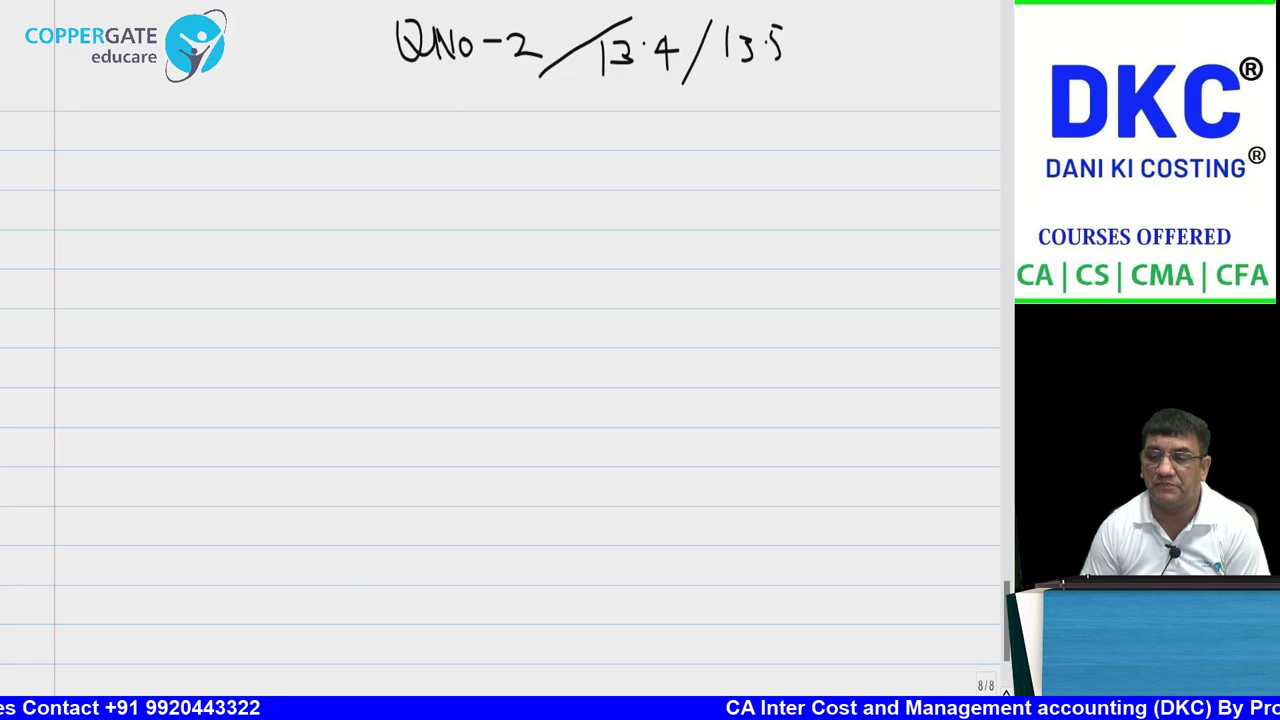 COPPERGATE
educare
QNo-2 / 13.4 / 13.5
DKC®
DANI KI COSTING®
COURSES OFFERED
CA | CS | CMA | CFA
8/8
es Contact +91 9920443322 CA Inter Cost and Management accounting (DKC) By Pro